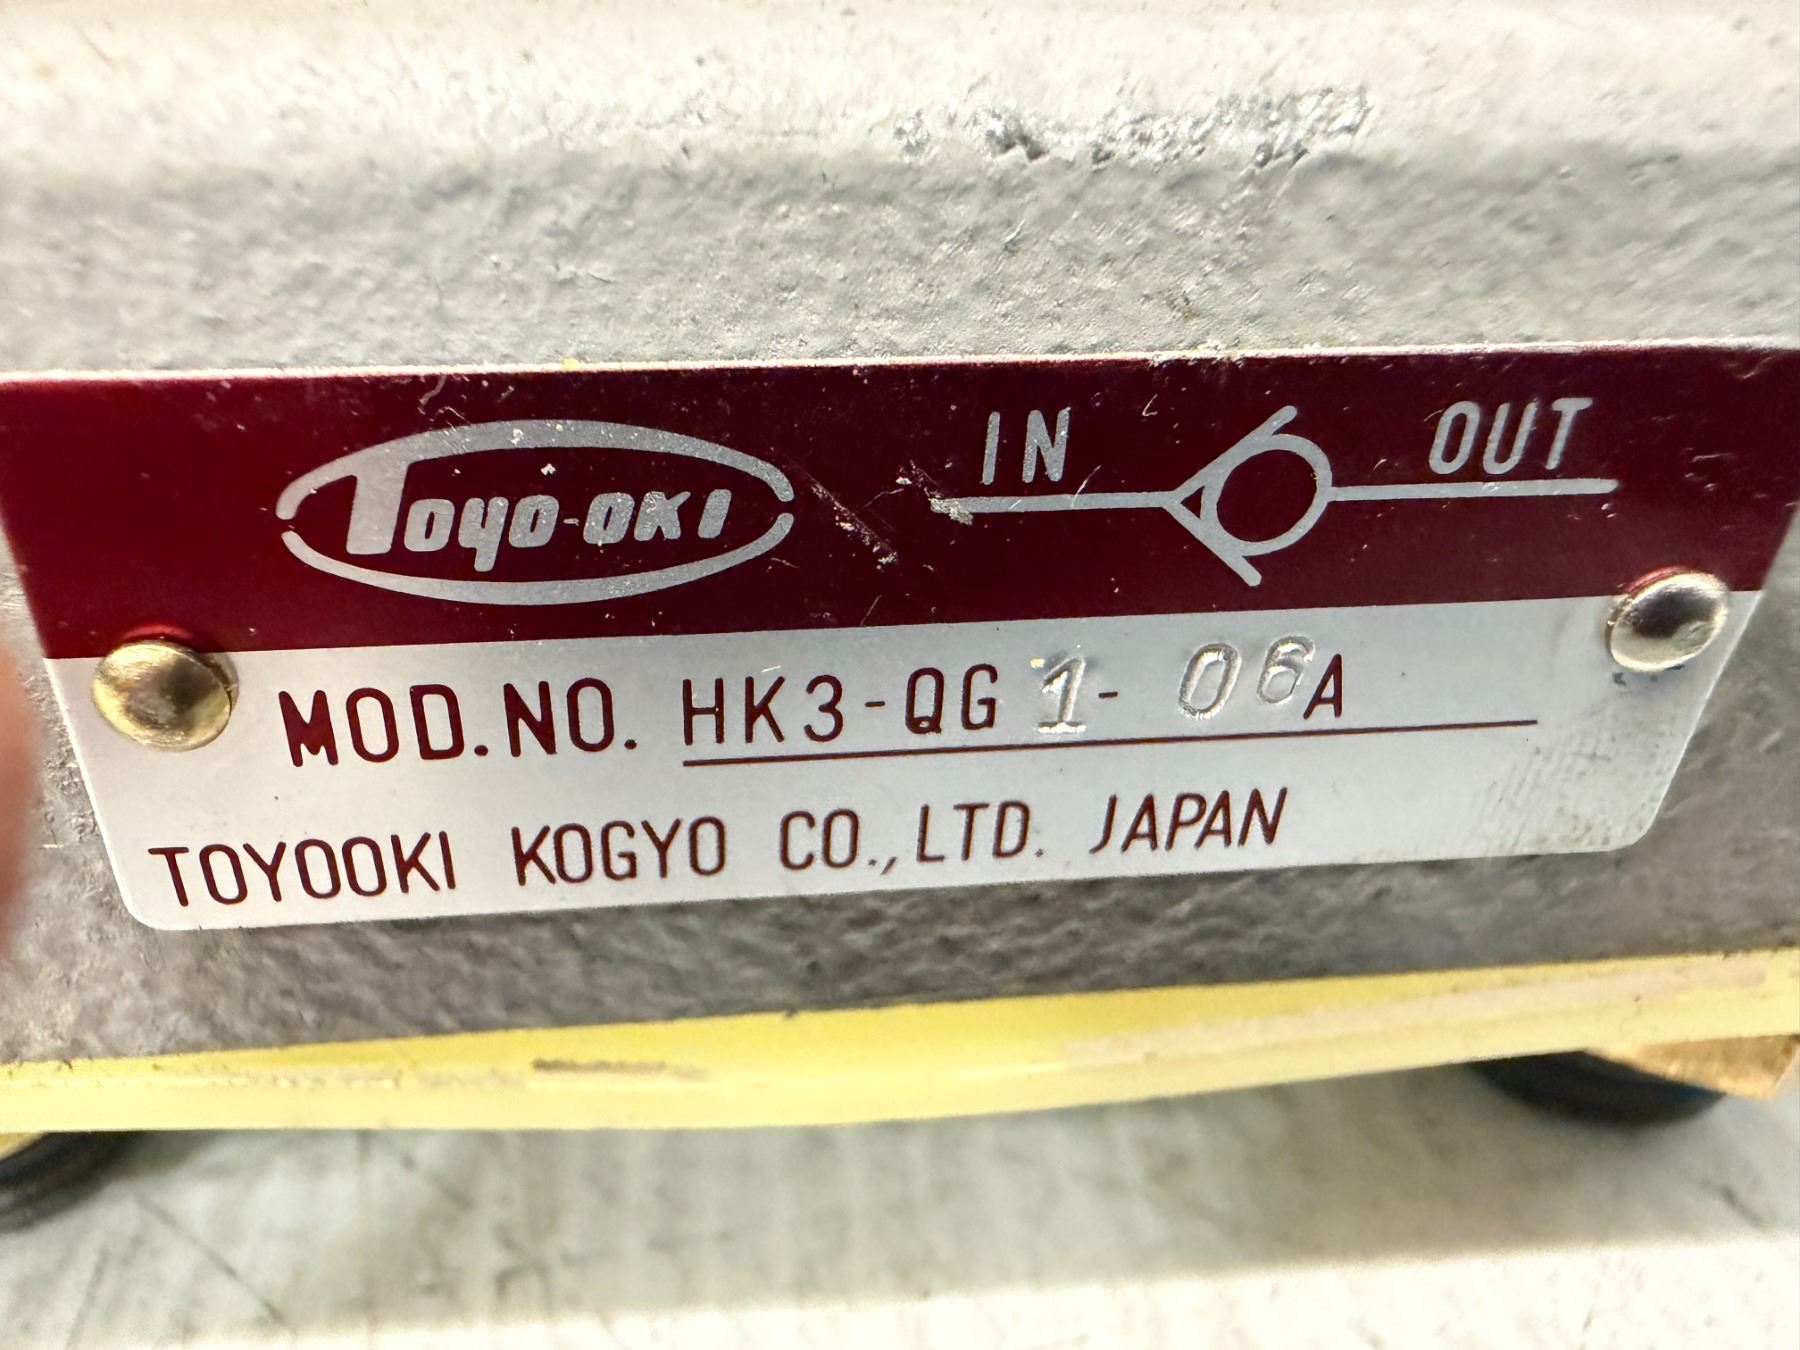 TOYO-OKI
IN OUT
MOD.NO. HK3-QG1-06A
TOYOOKI KOGYO CO.,LTD. JAPAN